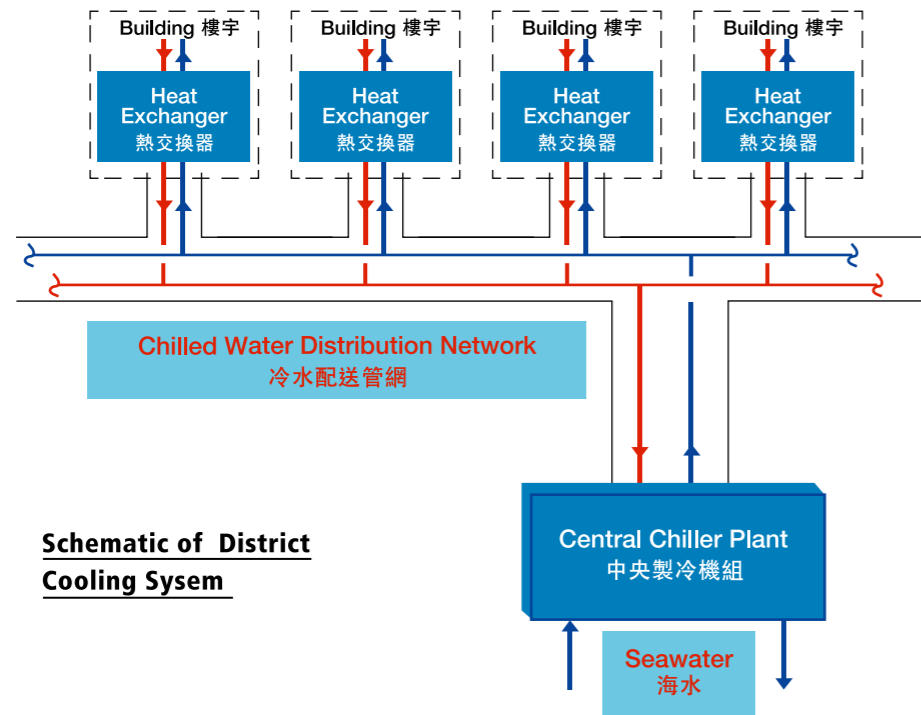 Building 樓宇
Building 樓宇
Building 樓宇
Building 樓宇
Heat
Exchanger
熱交換器
Heat
Exchanger
熱交換器
Heat
Exchanger
熱交換器
Heat
Exchanger
熱交換器
Chilled Water Distribution Network
冷水配送管網
Schematic of District
Cooling Sysem
Central Chiller Plant
中央製冷機組
Seawater
海水